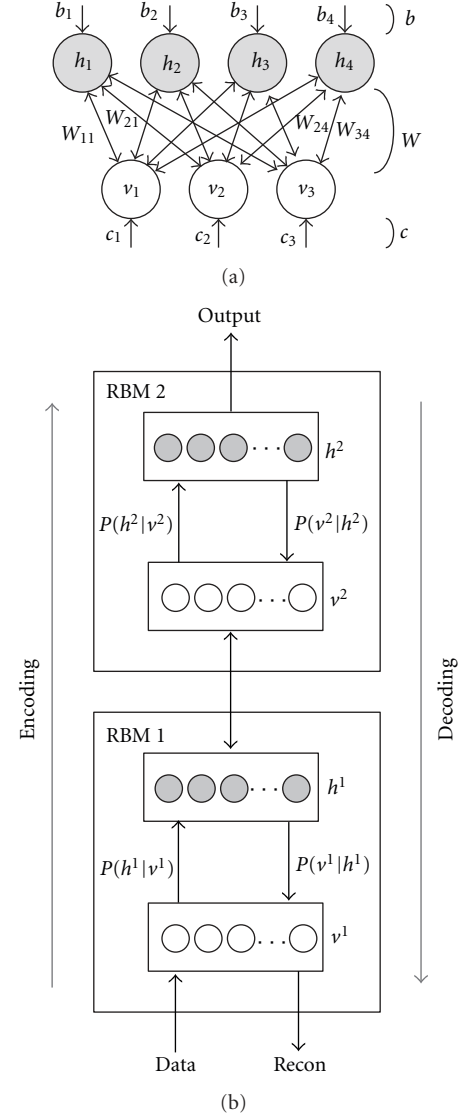 b₁ b₂ b₃ b₄ b
h₁ h₂ h₃ h₄
W₁₁ W₂₁ W₂₄ W₃₄ W
v₁ v₂ v₃
c₁ c₂ c₃ c
(a)
Output
RBM 2
h²
P(h²|v²) P(v²|h²)
v²
Encoding
Decoding
RBM 1
h¹
P(h¹|v¹) P(v¹|h¹)
v¹
Data Recon
(b)